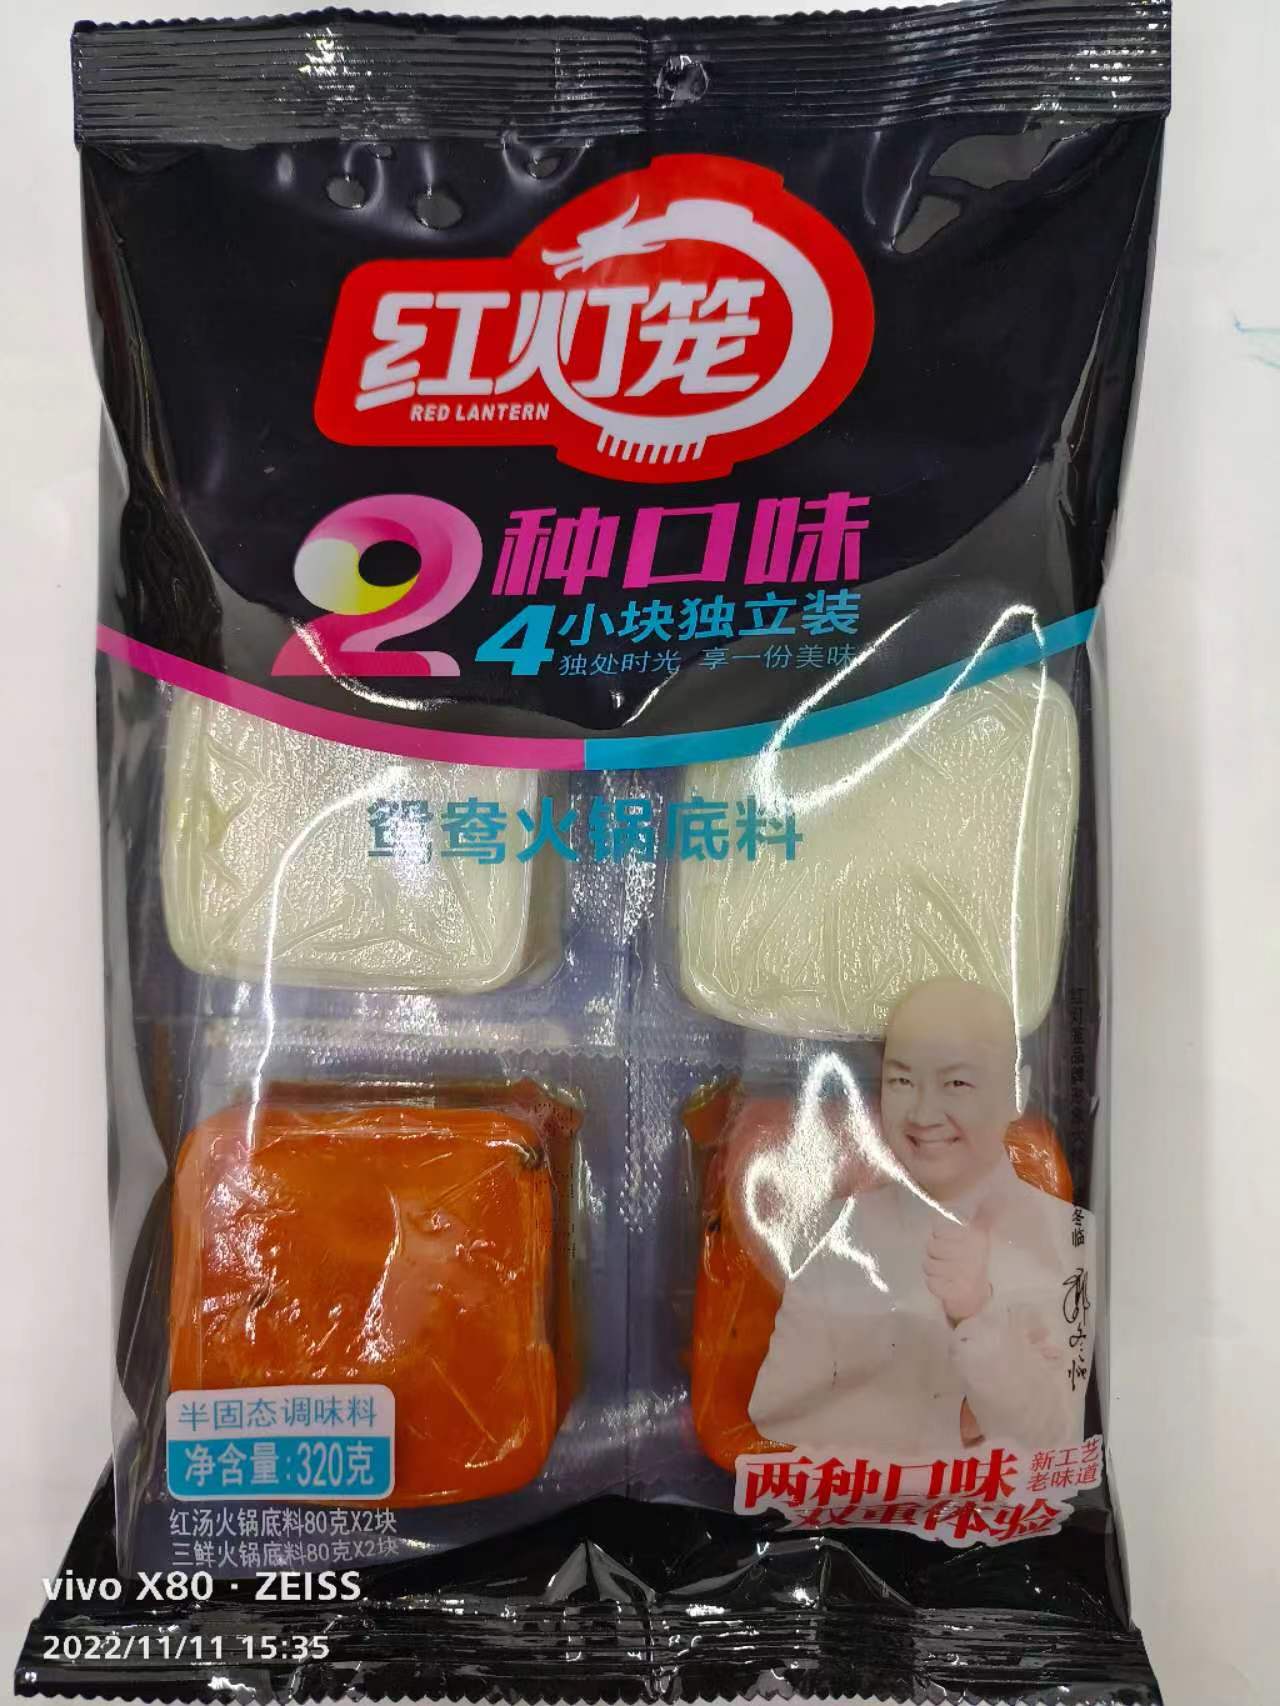 红灯笼
RED LANTERN
2种口味
4小块独立装
独处时光 享一份美味
鸳鸯火锅底料
冬临
半固态调味料
净含量:320克
红汤火锅底料80克X2块
三鲜火锅底料80克X2块
两种口味
双重体验
新工艺
老味道
vivo X80 · ZEISS
2022/11/11 15:35